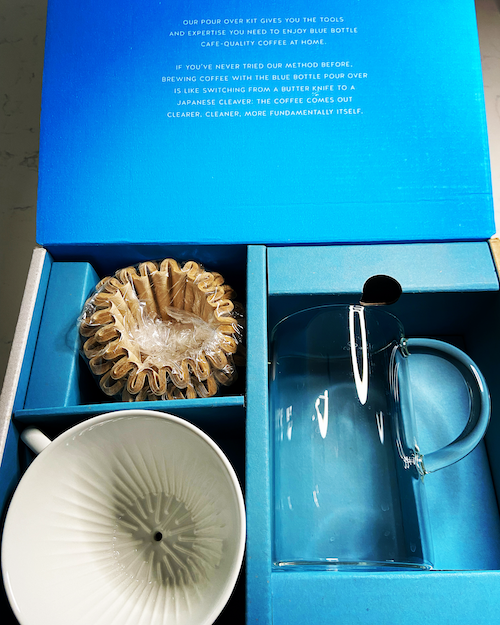 OUR POUR OVER KIT GIVES YOU THE TOOLS
AND EXPERTISE YOU NEED TO ENJOY BLUE BOTTLE
CAFE-QUALITY COFFEE AT HOME.
IF YOU'VE NEVER TRIED OUR METHOD BEFORE,
BREWING COFFEE WITH THE BLUE BOTTLE POUR OVER
IS LIKE SWITCHING FROM A BUTTER KNIFE TO A
JAPANESE CLEAVER: THE COFFEE COMES OUT
CLEARER, CLEANER, MORE FUNDAMENTALLY ITSELF.